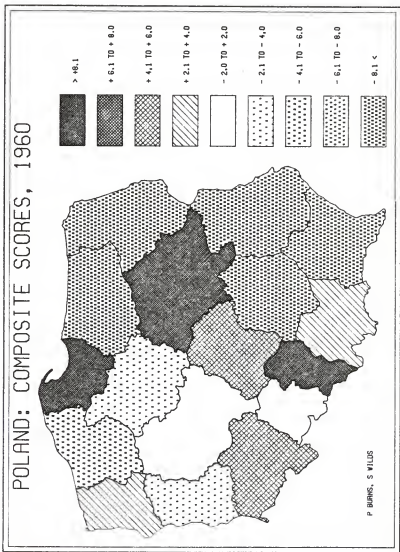 POLAND: COMPOSITE SCORES, 1960
> +8.1
+ 6.1 TO + 8.0
+ 4.1 TO + 6.0
+ 2.1 TO + 4.0
- 2.0 TO + 2.0
- 2.1 TO - 4.0
- 4.1 TO - 6.0
- 6.1 TO - 8.0
- 8.1 <
P BURNS, S WILDS